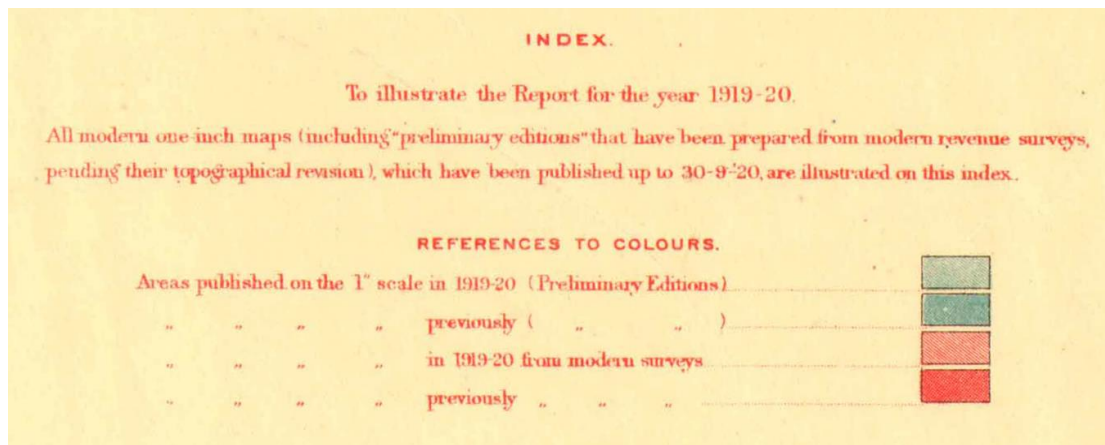 INDEX.
To illustrate the Report for the year 1919-20.
All modern one-inch maps (including "preliminary editions" that have been prepared from modern revenue surveys,
pending their topographical revision), which have been published up to 30-9-'20, are illustrated on this index.
REFERENCES TO COLOURS.
Areas published on the 1" scale in 1919-20 (Preliminary Editions)
" " " " previously ( " " )
" " " " in 1919-20 from modern surveys
" " " " previously " " "